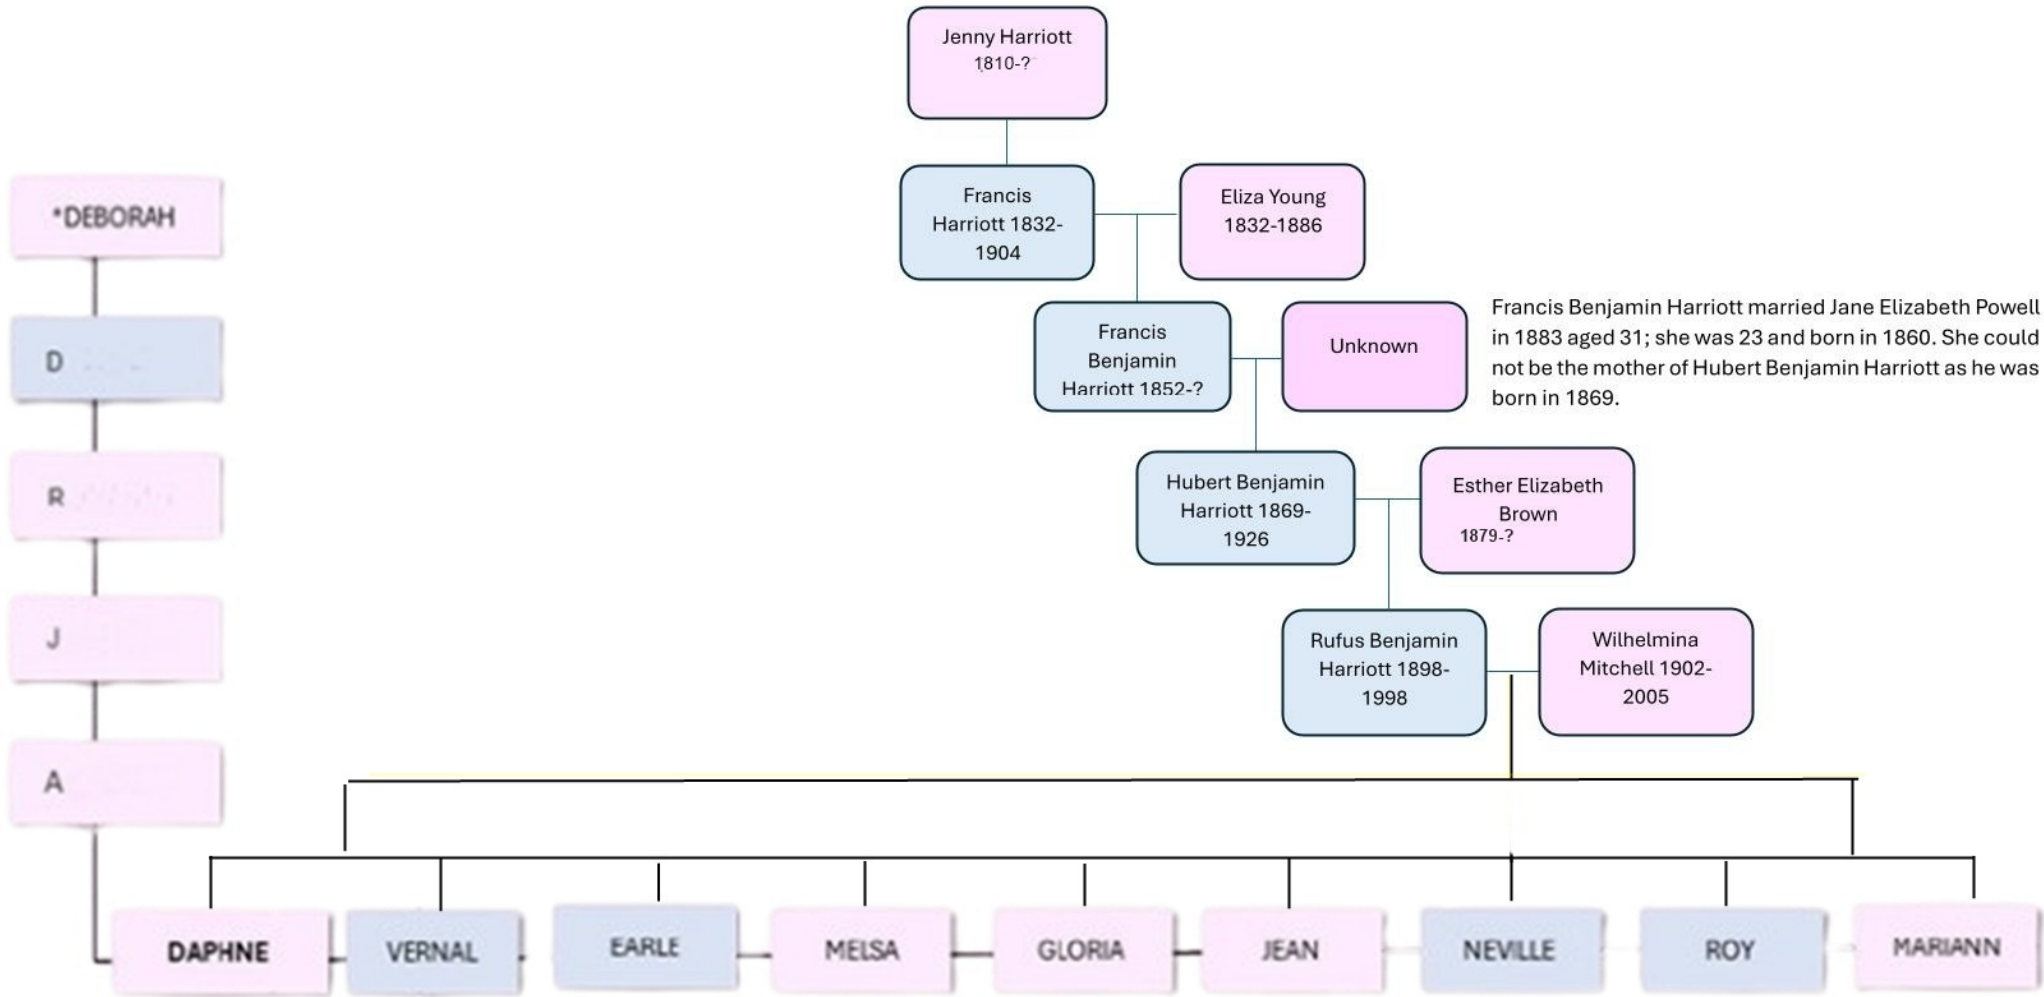 Jenny Harriott
1810-?
Francis
Harriott 1832-
1904
Eliza Young
1832-1886
Francis
Benjamin
Harriott 1852-?
Unknown
Francis Benjamin Harriott married Jane Elizabeth Powell
in 1883 aged 31; she was 23 and born in 1860. She could
not be the mother of Hubert Benjamin Harriott as he was
born in 1869.
Hubert Benjamin
Harriott 1869-
1926
Esther Elizabeth
Brown
1879-?
Rufus Benjamin
Harriott 1898-
1998
Wilhelmina
Mitchell 1902-
2005
*DEBORAH
D
R
J
A
DAPHNE
VERNAL
EARLE
MELSA
GLORIA
JEAN
NEVILLE
ROY
MARIANN